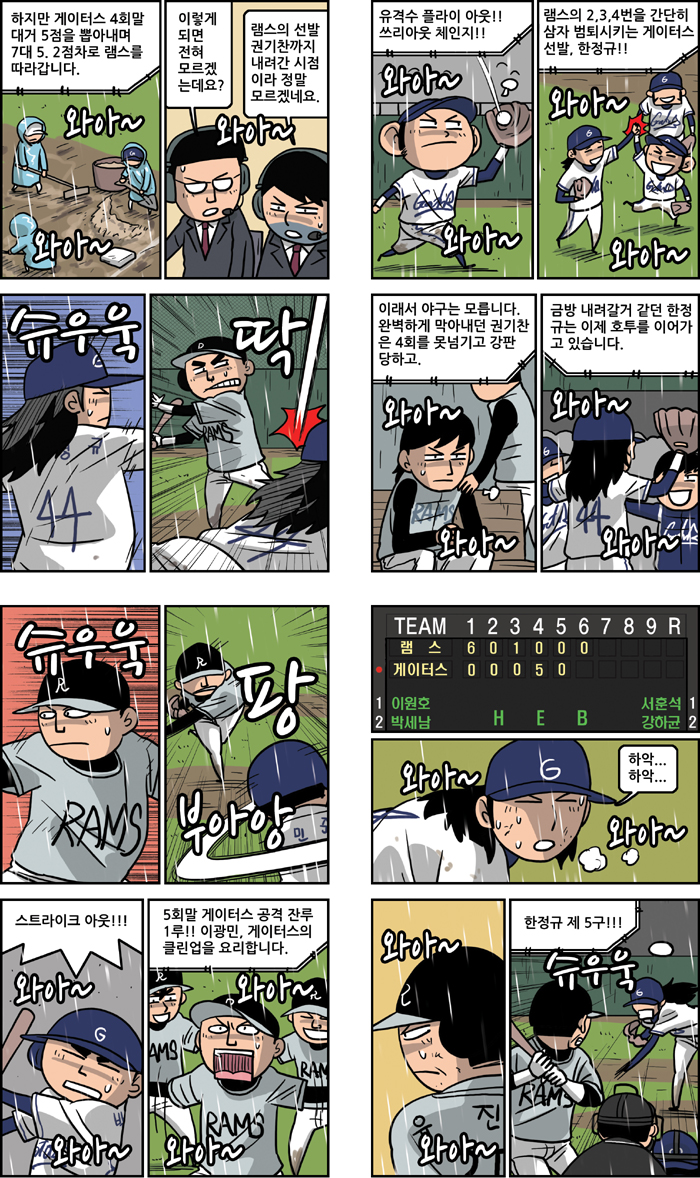 하지만 게이터스 4회말
대거 5점을 뽑아내며
7대 5. 2점차로 램스를
따라갑니다.
와아~
와아~
이렇게
되면
전혀
모르겠
는데요?
램스의 선발
권기찬까지
내려간 시점
이라 정말
모르겠네요.
와아~
슈우욱
G
44
딱
D
RAMS
유격수 플라이 아웃!!
쓰리아웃 체인지!!
와아~
와아~
램스의 2,3,4번을 간단히
삼자 범퇴시키는 게이터스
선발, 한정규!!
와아~
G
와아~
이래서 야구는 모릅니다.
완벽하게 막아내던 권기찬
은 4회를 못넘기고 강판
당하고.
와아~
RAMS
와아~
금방 내려갈거 같던 한정
규는 이제 호투를 이어가
고 있습니다.
와아~
44
와아~
슈우욱
R
RAMS
팡
부아앙
민준
스트라이크 아웃!!!
와아~
G
와아~
5회말 게이터스 공격 잔루
1루!! 이광민, 게이터스의
클린업을 요리합니다.
와아~
RAMS
와아~
TEAM 1 2 3 4 5 6 7 8 9 R
램 스 6 0 1 0 0 0
게이터스 0 0 0 5 0
1 이원호 서훈석 1
2 박세남 H E B 강하균 2
와아~
G
하악...
하악...
와아~
와아~
진
와아~
한정규 제 5구!!!
슈우욱
G
RAMS